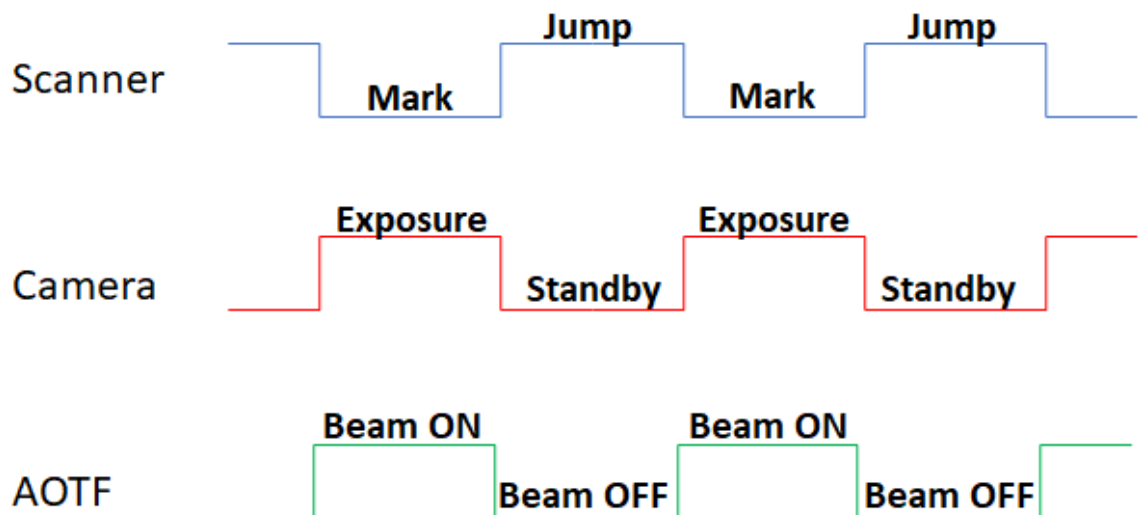 Jump Jump
Scanner
Mark Mark
Exposure Exposure
Camera
Standby Standby
Beam ON Beam ON
AOTF
Beam OFF Beam OFF